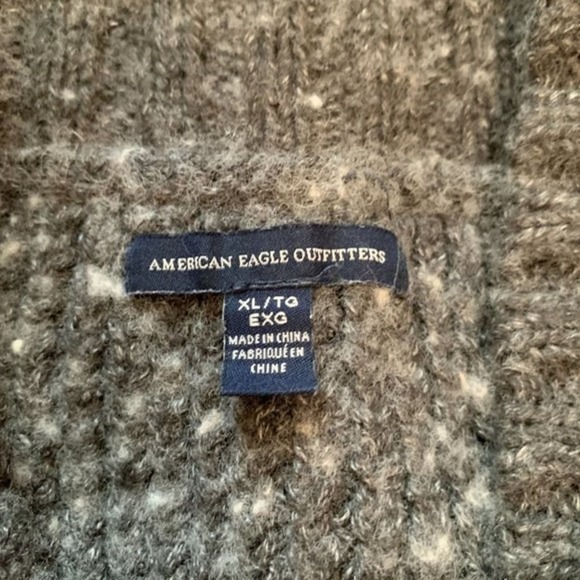 AMERICAN EAGLE OUTFITTERS
XL/TG
EXG
MADE IN CHINA
FABRIQUÉ EN
CHINE